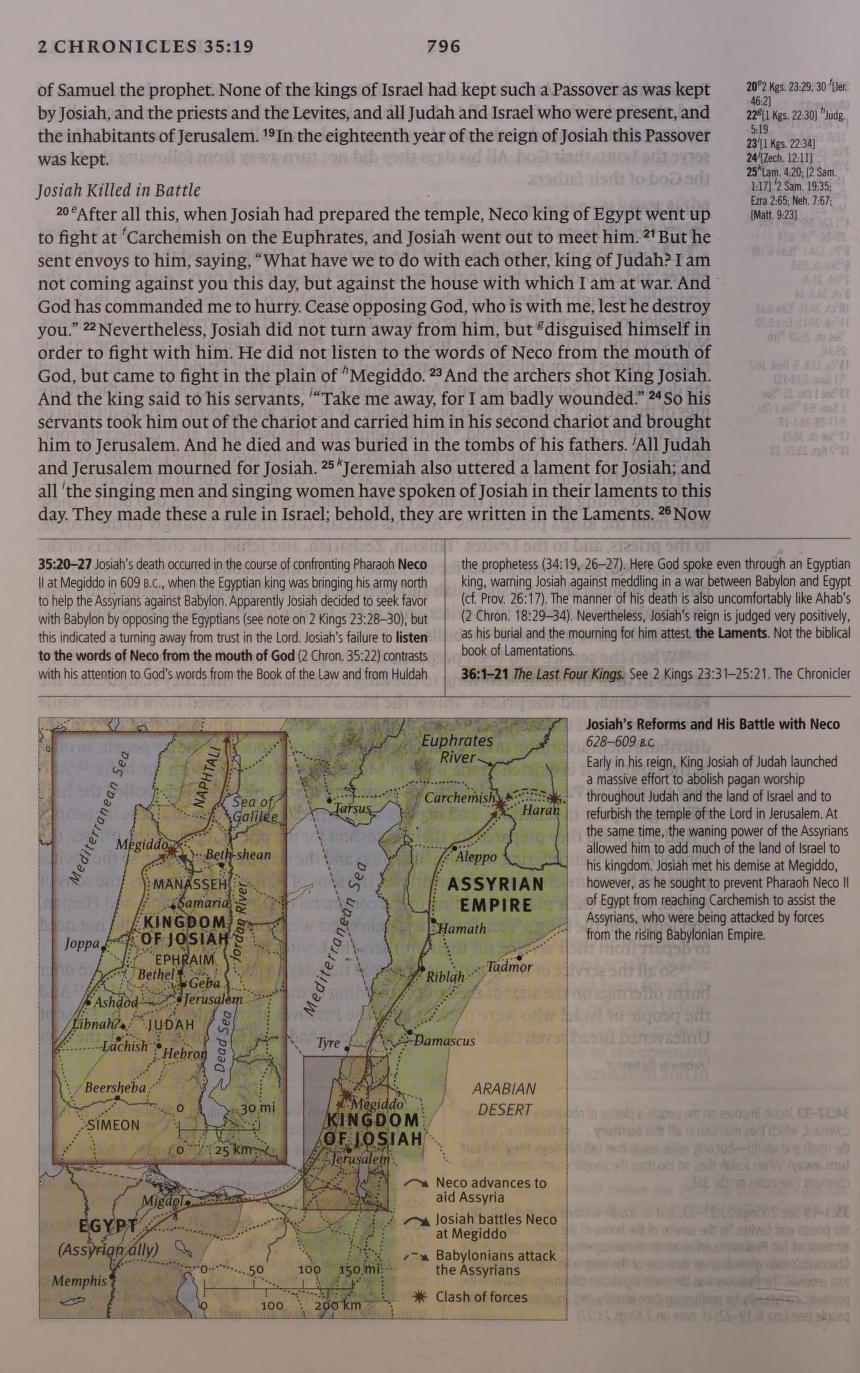 2 CHRONICLES 35:19
796
of Samuel the prophet. None of the kings of Israel had kept such a Passover as was kept
by Josiah, and the priests and the Levites, and all Judah and Israel who were present, and
the inhabitants of Jerusalem. ¹⁹In the eighteenth year of the reign of Josiah this Passover
was kept.
Josiah Killed in Battle
²⁰ᵉAfter all this, when Josiah had prepared the temple, Neco king of Egypt went up
to fight at ᶠCarchemish on the Euphrates, and Josiah went out to meet him. ²¹But he
sent envoys to him, saying, “What have we to do with each other, king of Judah? I am
not coming against you this day, but against the house with which I am at war. And
God has commanded me to hurry. Cease opposing God, who is with me, lest he destroy
you.” ²²Nevertheless, Josiah did not turn away from him, but ᵍdisguised himself in
order to fight with him. He did not listen to the words of Neco from the mouth of
God, but came to fight in the plain of ʰMegiddo. ²³And the archers shot King Josiah.
And the king said to his servants, ⁱ“Take me away, for I am badly wounded.” ²⁴So his
servants took him out of the chariot and carried him in his second chariot and brought
him to Jerusalem. And he died and was buried in the tombs of his fathers. ʲAll Judah
and Jerusalem mourned for Josiah. ²⁵ᵏJeremiah also uttered a lament for Josiah; and
all ˡthe singing men and singing women have spoken of Josiah in their laments to this
day. They made these a rule in Israel; behold, they are written in the Laments. ²⁶Now
20ᵉ2 Kgs. 23:29, 30 ᶠ[Jer.
46:2]
22ᵍ[1 Kgs. 22:30] ʰJudg.
5:19
23ⁱ[1 Kgs. 22:34]
24ʲ[Zech. 12:11]
25ᵏLam. 4:20; [2 Sam.
1:17] ˡ2 Sam. 19:35;
Ezra 2:65; Neh. 7:67;
[Matt. 9:23]
35:20–27 Josiah’s death occurred in the course of confronting Pharaoh Neco
II at Megiddo in 609 B.C., when the Egyptian king was bringing his army north
to help the Assyrians against Babylon. Apparently Josiah decided to seek favor
with Babylon by opposing the Egyptians (see note on 2 Kings 23:28–30), but
this indicated a turning away from trust in the Lord. Josiah’s failure to listen
to the words of Neco from the mouth of God (2 Chron. 35:22) contrasts
with his attention to God’s words from the Book of the Law and from Huldah
the prophetess (34:19, 26–27). Here God spoke even through an Egyptian
king, warning Josiah against meddling in a war between Babylon and Egypt
(cf. Prov. 26:17). The manner of his death is also uncomfortably like Ahab’s
(2 Chron. 18:29–34). Nevertheless, Josiah’s reign is judged very positively,
as his burial and the mourning for him attest. the Laments. Not the biblical
book of Lamentations.
36:1–21 The Last Four Kings. See 2 Kings 23:31–25:21. The Chronicler
Mediterranean Sea
NAPHTALI
Sea of
Galilee
Megiddo
Beth-shean
MANASSEH
Samaria
Jordan River
KINGDOM
OF JOSIAH
Joppa
EPHRAIM
Bethel
Geba
Ashdod
Jerusalem
Libnah?
JUDAH
Lachish
Hebron
Dead Sea
Beersheba
SIMEON
0 30 mi
0 25 km
Euphrates
River
Tarsus
Carchemish
Haran
Aleppo
ASSYRIAN
EMPIRE
Mediterranean Sea
Hamath
Riblah
Tadmor
Tyre
Damascus
ARABIAN
DESERT
Megiddo
KINGDOM
OF JOSIAH
Jerusalem
Migdol
EGYPT
(Assyrian ally)
Memphis
0 50 100 150 mi
0 100 200 km
Neco advances to
aid Assyria
Josiah battles Neco
at Megiddo
Babylonians attack
the Assyrians
Clash of forces
Josiah’s Reforms and His Battle with Neco
628–609 B.C.
Early in his reign, King Josiah of Judah launched
a massive effort to abolish pagan worship
throughout Judah and the land of Israel and to
refurbish the temple of the Lord in Jerusalem. At
the same time, the waning power of the Assyrians
allowed him to add much of the land of Israel to
his kingdom. Josiah met his demise at Megiddo,
however, as he sought to prevent Pharaoh Neco II
of Egypt from reaching Carchemish to assist the
Assyrians, who were being attacked by forces
from the rising Babylonian Empire.